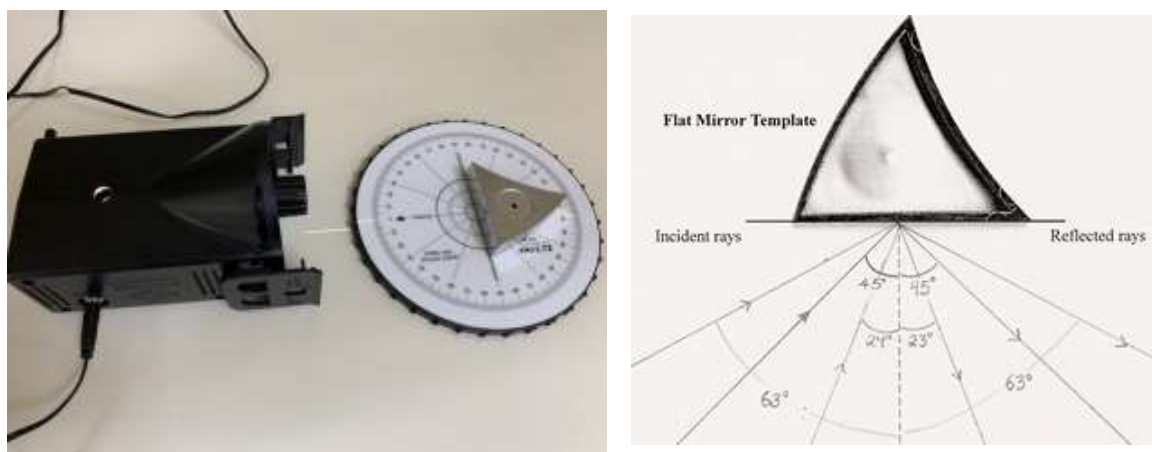 Flat Mirror Template
Incident rays
Reflected rays
45° 45°
24° 23°
63° 63°